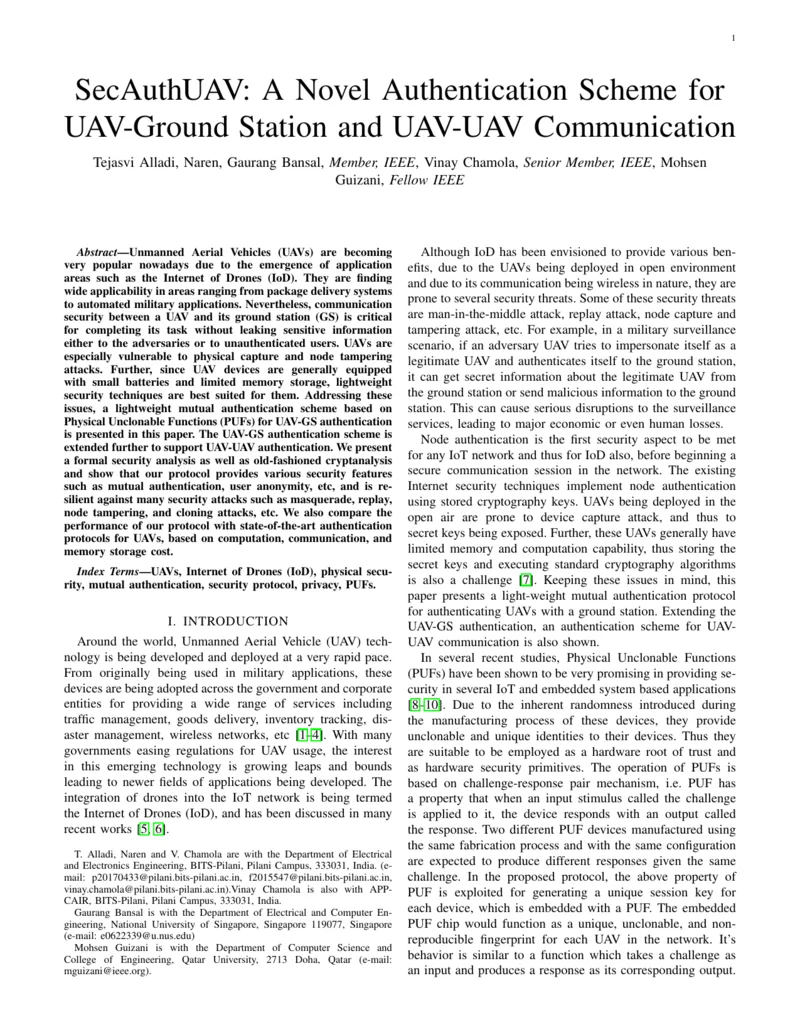 1
SecAuthUAV: A Novel Authentication Scheme for
UAV-Ground Station and UAV-UAV Communication
Tejasvi Alladi, Naren, Gaurang Bansal, Member, IEEE, Vinay Chamola, Senior Member, IEEE, Mohsen
Guizani, Fellow IEEE
Abstract—Unmanned Aerial Vehicles (UAVs) are becoming
very popular nowadays due to the emergence of application
areas such as the Internet of Drones (IoD). They are finding
wide applicability in areas ranging from package delivery systems
to automated military applications. Nevertheless, communication
security between a UAV and its ground station (GS) is critical
for completing its task without leaking sensitive information
either to the adversaries or to unauthenticated users. UAVs are
especially vulnerable to physical capture and node tampering
attacks. Further, since UAV devices are generally equipped
with small batteries and limited memory storage, lightweight
security techniques are best suited for them. Addressing these
issues, a lightweight mutual authentication scheme based on
Physical Unclonable Functions (PUFs) for UAV-GS authentication
is presented in this paper. The UAV-GS authentication scheme is
extended further to support UAV-UAV authentication. We present
a formal security analysis as well as old-fashioned cryptanalysis
and show that our protocol provides various security features
such as mutual authentication, user anonymity, etc, and is re-
silient against many security attacks such as masquerade, replay,
node tampering, and cloning attacks, etc. We also compare the
performance of our protocol with state-of-the-art authentication
protocols for UAVs, based on computation, communication, and
memory storage cost.
Index Terms—UAVs, Internet of Drones (IoD), physical secu-
rity, mutual authentication, security protocol, privacy, PUFs.
I. INTRODUCTION
Around the world, Unmanned Aerial Vehicle (UAV) tech-
nology is being developed and deployed at a very rapid pace.
From originally being used in military applications, these
devices are being adopted across the government and corporate
entities for providing a wide range of services including
traffic management, goods delivery, inventory tracking, dis-
aster management, wireless networks, etc [1–4]. With many
governments easing regulations for UAV usage, the interest
in this emerging technology is growing leaps and bounds
leading to newer fields of applications being developed. The
integration of drones into the IoT network is being termed
the Internet of Drones (IoD), and has been discussed in many
recent works [5, 6].
T. Alladi, Naren and V. Chamola are with the Department of Electrical
and Electronics Engineering, BITS-Pilani, Pilani Campus, 333031, India. (e-
mail: p20170433@pilani.bits-pilani.ac.in, f2015547@pilani.bits-pilani.ac.in,
vinay.chamola@pilani.bits-pilani.ac.in).Vinay Chamola is also with APP-
CAIR, BITS-Pilani, Pilani Campus, 333031, India.
Gaurang Bansal is with the Department of Electrical and Computer En-
gineering, National University of Singapore, Singapore 119077, Singapore
(e-mail: e0622339@u.nus.edu)
Mohsen Guizani is with the Department of Computer Science and
College of Engineering, Qatar University, 2713 Doha, Qatar (e-mail:
mguizani@ieee.org).
Although IoD has been envisioned to provide various ben-
efits, due to the UAVs being deployed in open environment
and due to its communication being wireless in nature, they are
prone to several security threats. Some of these security threats
are man-in-the-middle attack, replay attack, node capture and
tampering attack, etc. For example, in a military surveillance
scenario, if an adversary UAV tries to impersonate itself as a
legitimate UAV and authenticates itself to the ground station,
it can get secret information about the legitimate UAV from
the ground station or send malicious information to the ground
station. This can cause serious disruptions to the surveillance
services, leading to major economic or even human losses.
Node authentication is the first security aspect to be met
for any IoT network and thus for IoD also, before beginning a
secure communication session in the network. The existing
Internet security techniques implement node authentication
using stored cryptography keys. UAVs being deployed in the
open air are prone to device capture attack, and thus to
secret keys being exposed. Further, these UAVs generally have
limited memory and computation capability, thus storing the
secret keys and executing standard cryptography algorithms
is also a challenge [7]. Keeping these issues in mind, this
paper presents a light-weight mutual authentication protocol
for authenticating UAVs with a ground station. Extending the
UAV-GS authentication, an authentication scheme for UAV-
UAV communication is also shown.
In several recent studies, Physical Unclonable Functions
(PUFs) have been shown to be very promising in providing se-
curity in several IoT and embedded system based applications
[8–10]. Due to the inherent randomness introduced during
the manufacturing process of these devices, they provide
unclonable and unique identities to their devices. Thus they
are suitable to be employed as a hardware root of trust and
as hardware security primitives. The operation of PUFs is
based on challenge-response pair mechanism, i.e. PUF has
a property that when an input stimulus called the challenge
is applied to it, the device responds with an output called
the response. Two different PUF devices manufactured using
the same fabrication process and with the same configuration
are expected to produce different responses given the same
challenge. In the proposed protocol, the above property of
PUF is exploited for generating a unique session key for
each device, which is embedded with a PUF. The embedded
PUF chip would function as a unique, unclonable, and non-
reproducible fingerprint for each UAV in the network. It's
behavior is similar to a function which takes a challenge as
an input and produces a response as its corresponding output.